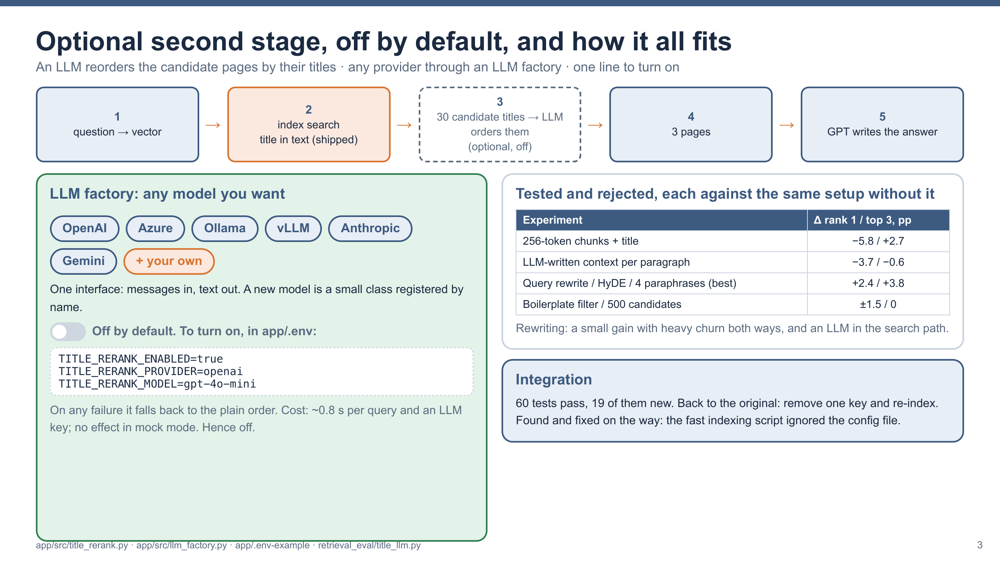 Optional second stage, off by default, and how it all fits
An LLM reorders the candidate pages by their titles · any provider through an LLM factory · one line to turn on
1
question → vector
→
2
index search
title in text (shipped)
→
3
30 candidate titles → LLM
orders them
(optional, off)
→
4
3 pages
→
5
GPT writes the answer
LLM factory: any model you want
OpenAI
Azure
Ollama
vLLM
Anthropic
Gemini
+ your own
One interface: messages in, text out. A new model is a small class registered by
name.
Off by default. To turn on, in app/.env:
TITLE_RERANK_ENABLED=true
TITLE_RERANK_PROVIDER=openai
TITLE_RERANK_MODEL=gpt-4o-mini
On any failure it falls back to the plain order. Cost: ~0.8 s per query and an LLM
key; no effect in mock mode. Hence off.
Tested and rejected, each against the same setup without it
Experiment Δ rank 1 / top 3, pp
256-token chunks + title −5.8 / +2.7
LLM-written context per paragraph −3.7 / −0.6
Query rewrite / HyDE / 4 paraphrases (best) +2.4 / +3.8
Boilerplate filter / 500 candidates ±1.5 / 0
Rewriting: a small gain with heavy churn both ways, and an LLM in the search path.
Integration
60 tests pass, 19 of them new. Back to the original: remove one key and re-index.
Found and fixed on the way: the fast indexing script ignored the config file.
app/src/title_rerank.py · app/src/llm_factory.py · app/.env-example · retrieval_eval/title_llm.py
3